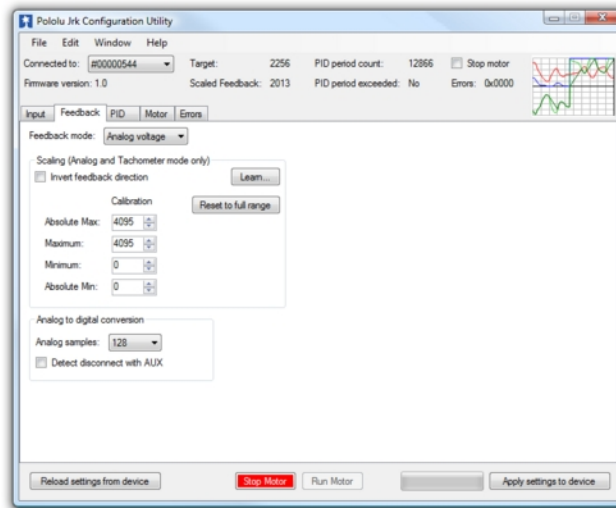 Pololu Jrk Configuration Utility
File Edit Window Help
Connected to: #00000544 Target: 2256 PID period count: 12866 Stop motor
Firmware version: 1.0 Scaled Feedback: 2013 PID period exceeded: No Errors: 0x0000
Input Feedback PID Motor Errors
Feedback mode: Analog voltage
Scaling (Analog and Tachometer mode only)
Invert feedback direction Learn...
Calibration Reset to full range
Absolute Max: 4095
Maximum: 4095
Minimum: 0
Absolute Min: 0
Analog to digital conversion
Analog samples: 128
Detect disconnect with AUX
Reload settings from device Stop Motor Run Motor Apply settings to device